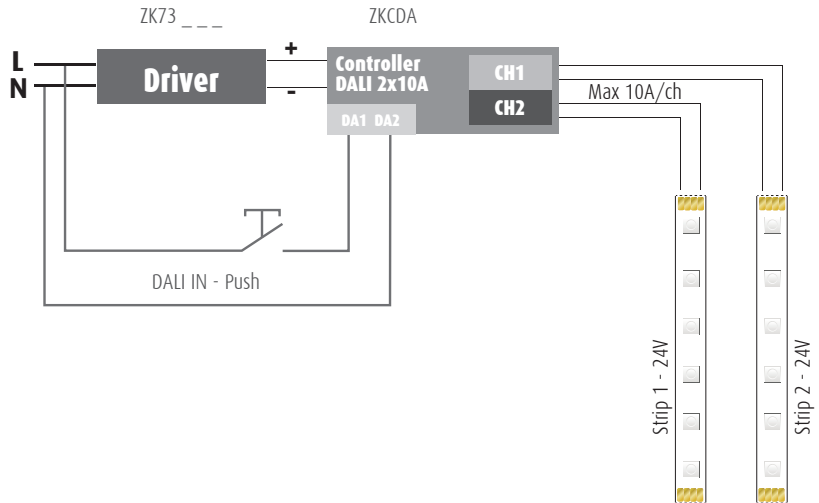 ZK73 _ _ _
ZKCDA
L
N
Driver
+
-
Controller
DALI 2x10A
DA1 DA2
CH1
CH2
Max 10A/ch
DALI IN - Push
Strip 1 - 24V
Strip 2 - 24V